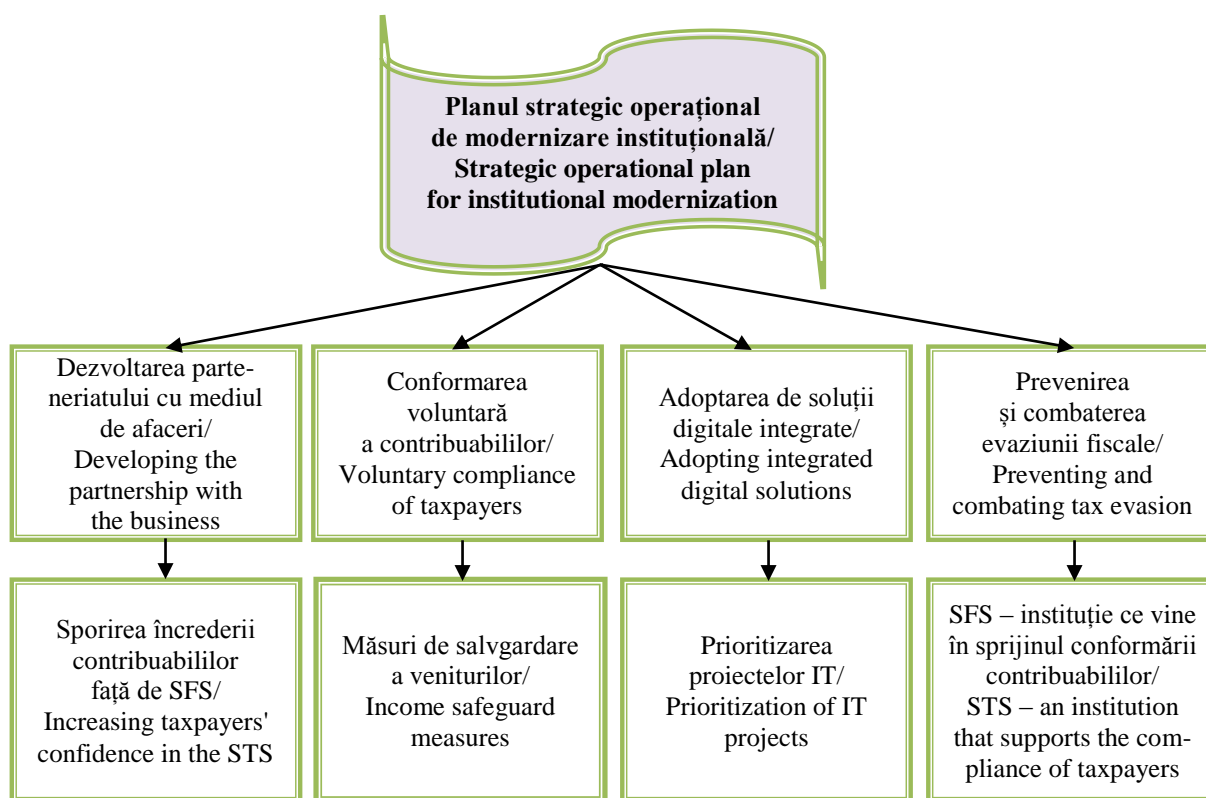 Planul strategic operațional
de modernizare instituțională/
Strategic operational plan
for institutional modernization
Dezvoltarea parte-
neriatului cu mediul
de afaceri/
Developing the
partnership with
the business
Conformarea
voluntară
a contribuabililor/
Voluntary compliance
of taxpayers
Adoptarea de soluții
digitale integrate/
Adopting integrated
digital solutions
Prevenirea
și combaterea
evaziunii fiscale/
Preventing and
combating tax evasion
Sporirea încrederii
contribuabililor
față de SFS/
Increasing taxpayers'
confidence in the STS
Măsuri de salvgardare
a veniturilor/
Income safeguard
measures
Prioritizarea
proiectelor IT/
Prioritization of IT
projects
SFS – instituție ce vine
în sprijinul conformării
contribuabililor/
STS – an institution
that supports the com-
pliance of taxpayers